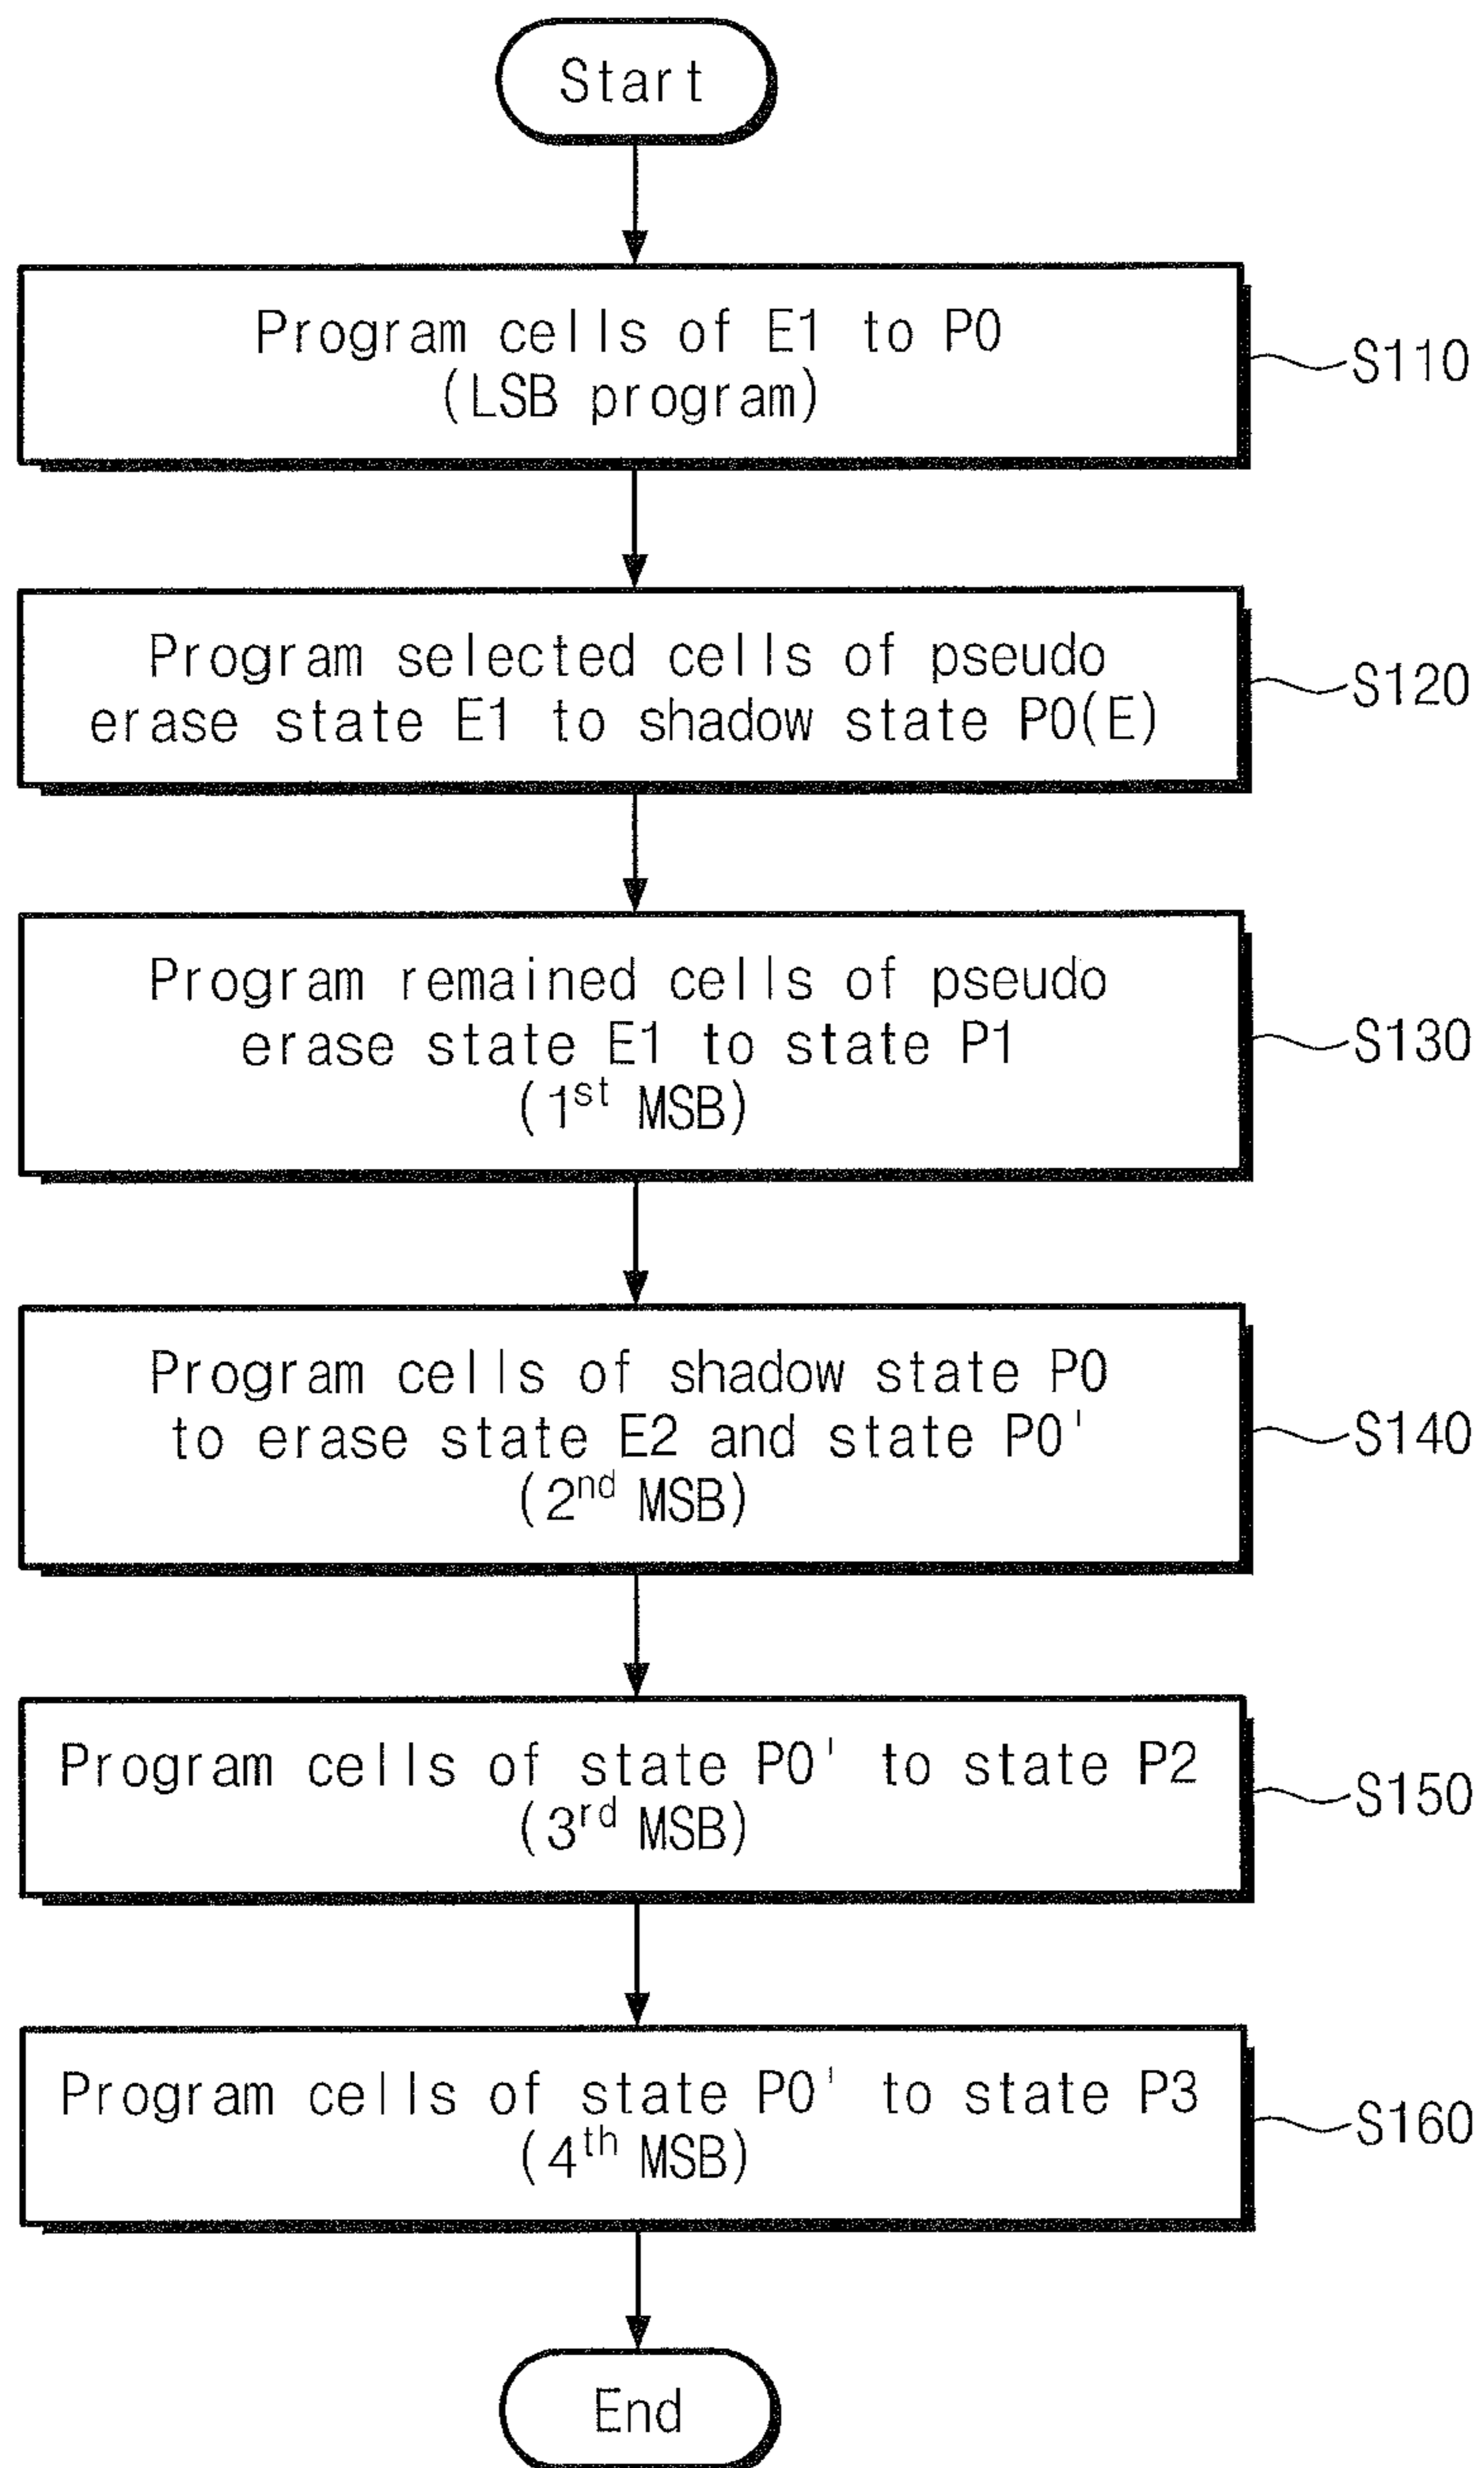 Start
Program cells of E1 to P0
(LSB program)
S110
Program selected cells of pseudo
erase state E1 to shadow state P0(E)
S120
Program remained cells of pseudo
erase state E1 to state P1
(1st MSB)
S130
Program cells of shadow state P0
to erase state E2 and state P0'
(2nd MSB)
S140
Program cells of state P0' to state P2
(3rd MSB)
S150
Program cells of state P0' to state P3
(4th MSB)
S160
End